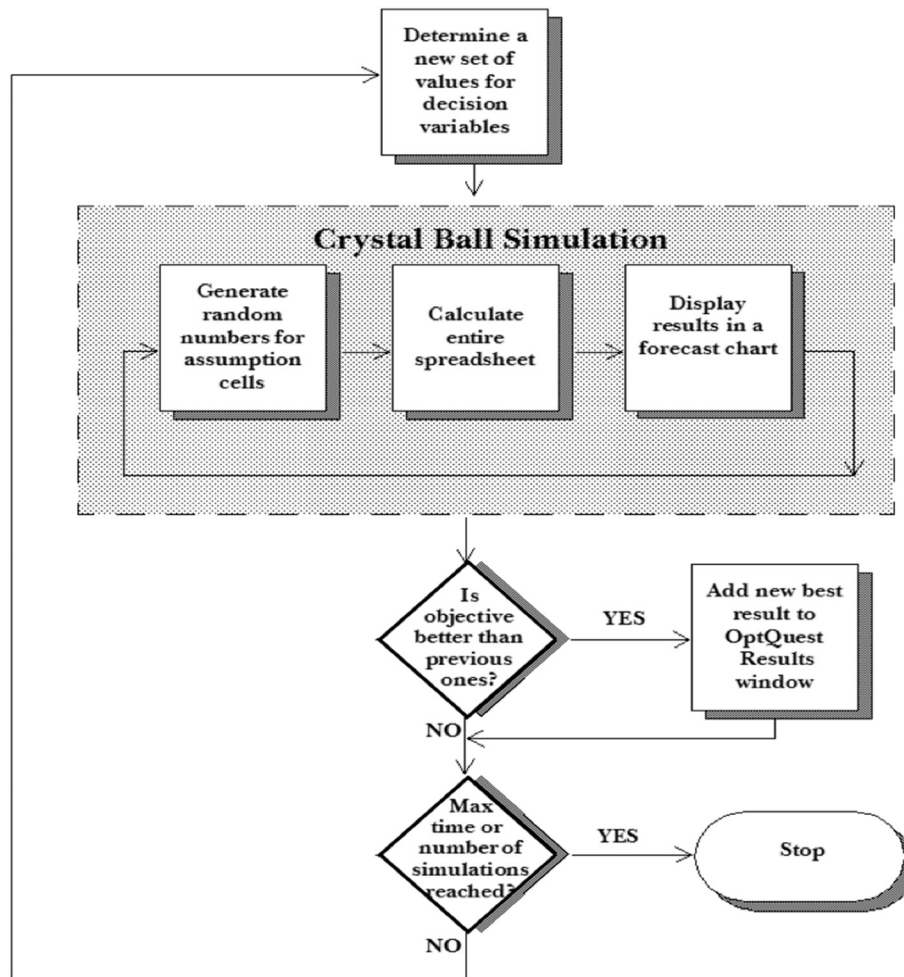 Determine a
new set of
values for
decision
variables
Crystal Ball Simulation
Generate
random
numbers for
assumption
cells
Calculate
entire
spreadsheet
Display
results in a
forecast chart
Is
objective
better than
previous
ones?
YES
Add new best
result to
OptQuest
Results
window
NO
Max
time or
number of
simulations
reached?
YES
Stop
NO